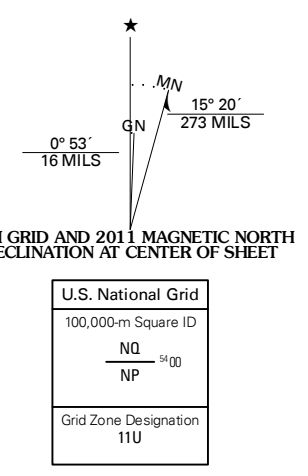 ★
MN
15° 20´
GN
273 MILS
0° 53´
16 MILS
GRID AND 2011 MAGNETIC NORTH
ECLINATION AT CENTER OF SHEET
U.S. National Grid
100,000-m Square ID
NQ
5400
NP
Grid Zone Designation
11U